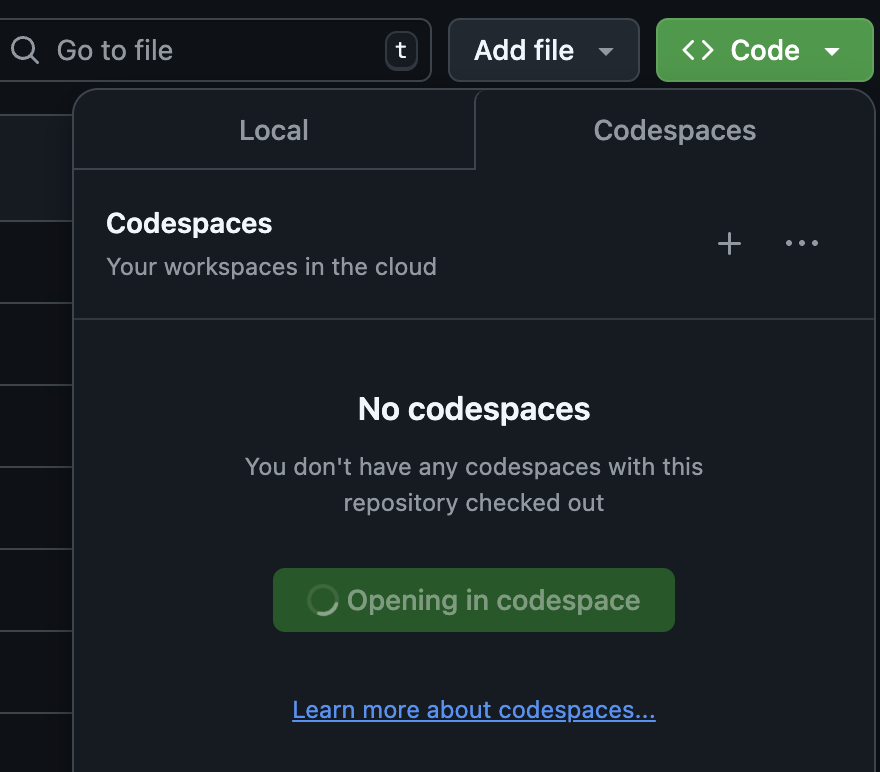 Go to file
t
Add file
Code
Local
Codespaces
Codespaces
Your workspaces in the cloud
No codespaces
You don't have any codespaces with this
repository checked out
Opening in codespace
Learn more about codespaces...